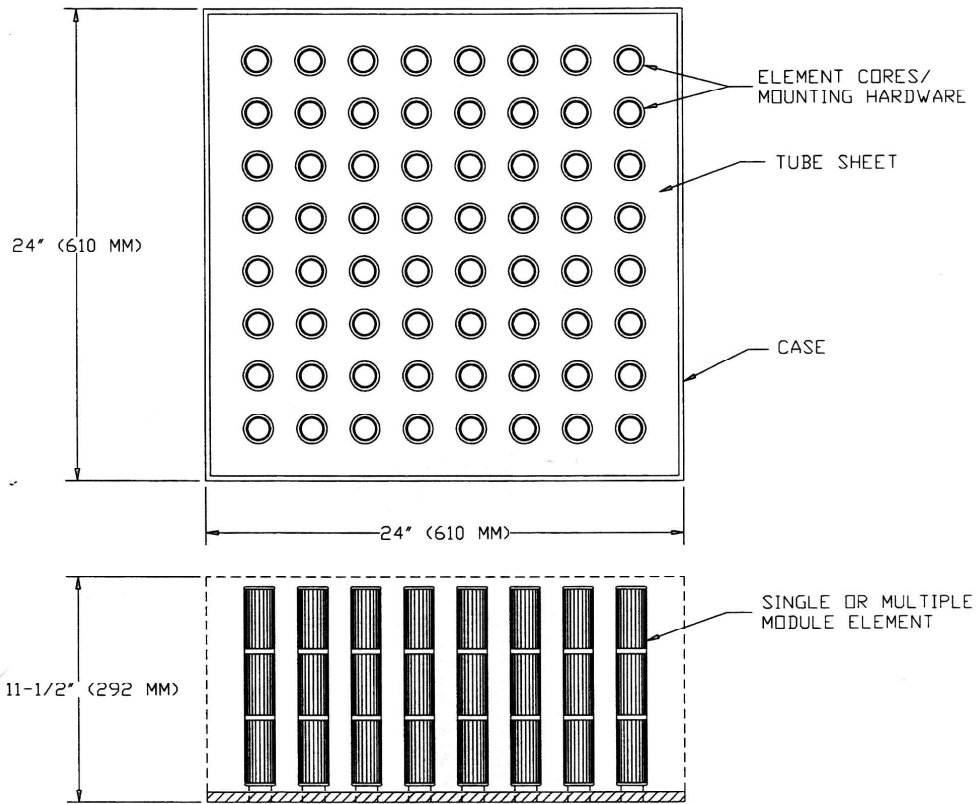 ELEMENT CORES/
MOUNTING HARDWARE
TUBE SHEET
24" (610 MM)
CASE
24" (610 MM)
SINGLE OR MULTIPLE
MODULE ELEMENT
11-1/2" (292 MM)